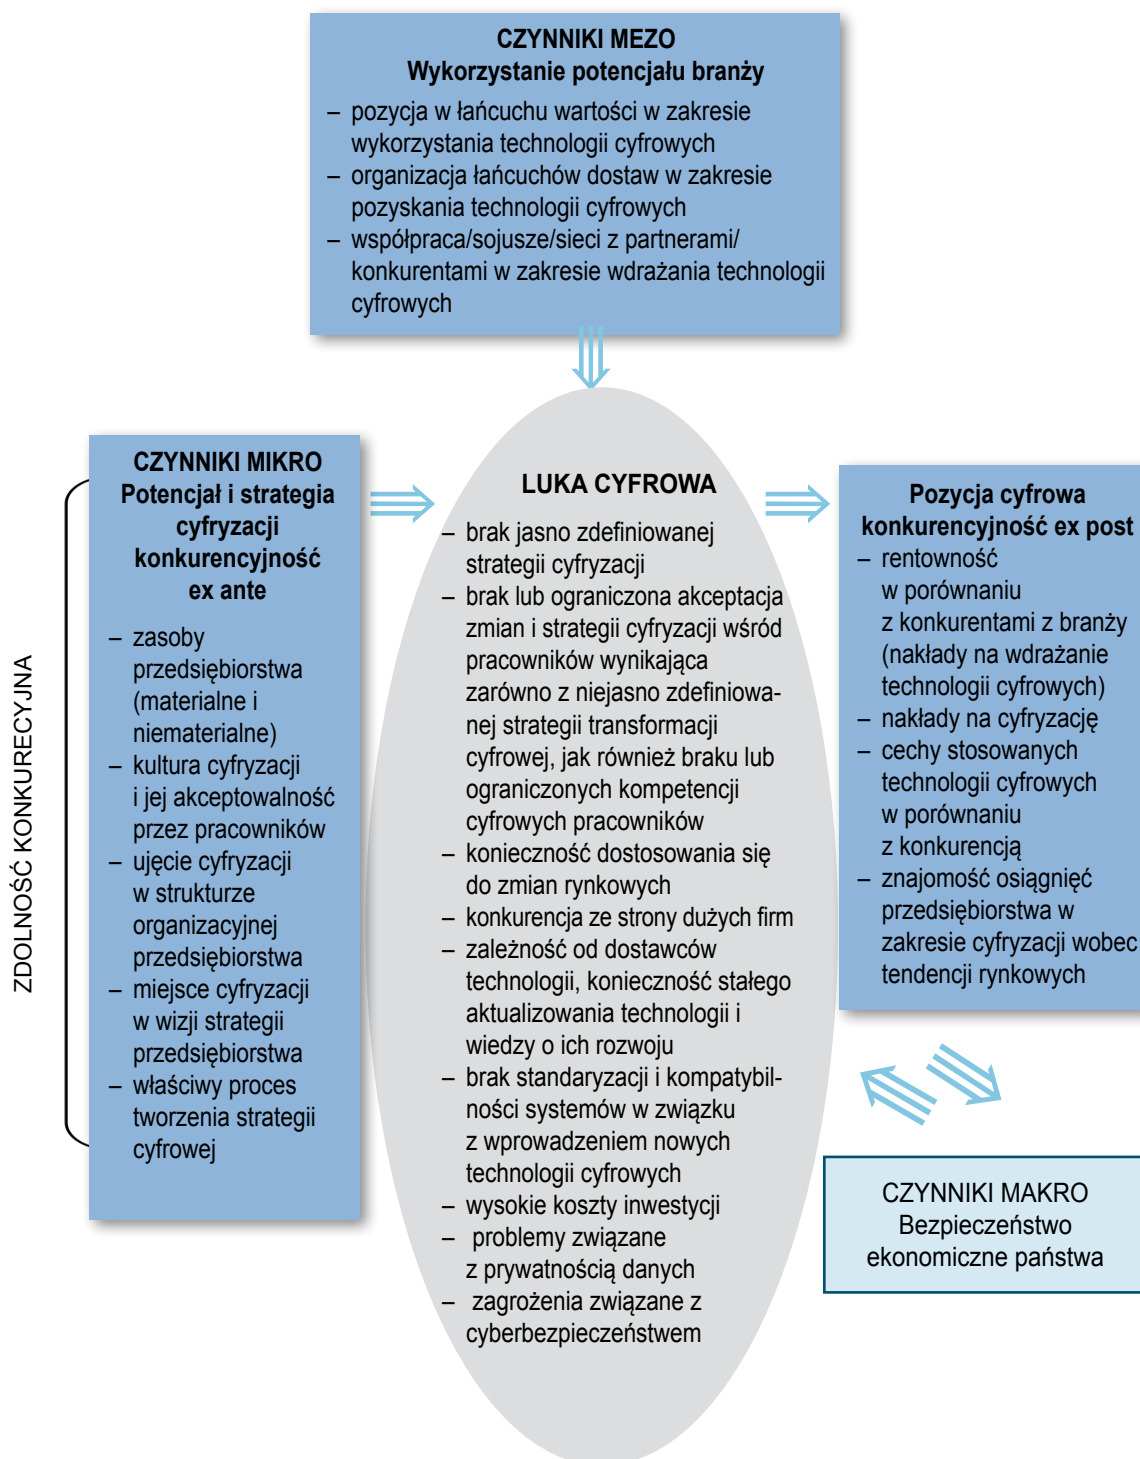 CZYNNIKI MEZO
Wykorzystanie potencjału branży
– pozycja w łańcuchu wartości w zakresie
wykorzystania technologii cyfrowych
– organizacja łańcuchów dostaw w zakresie
pozyskania technologii cyfrowych
– współpraca/sojusze/sieci z partnerami/
konkurentami w zakresie wdrażania technologii
cyfrowych
ZDOLNOŚĆ KONKURECYJNA
CZYNNIKI MIKRO
Potencjał i strategia
cyfryzacji
konkurencyjność
ex ante
– zasoby
przedsiębiorstwa
(materialne i
niematerialne)
– kultura cyfryzacji
i jej akceptowalność
przez pracowników
– ujęcie cyfryzacji
w strukturze
organizacyjnej
przedsiębiorstwa
– miejsce cyfryzacji
w wizji strategii
przedsiębiorstwa
– właściwy proces
tworzenia strategii
cyfrowej
LUKA CYFROWA
– brak jasno zdefiniowanej
strategii cyfryzacji
– brak lub ograniczona akceptacja
zmian i strategii cyfryzacji wśród
pracowników wynikająca
zarówno z niejasno zdefiniowa-
nej strategii transformacji
cyfrowej, jak również braku lub
ograniczonych kompetencji
cyfrowych pracowników
– konieczność dostosowania się
do zmian rynkowych
– konkurencja ze strony dużych firm
– zależność od dostawców
technologii, konieczność stałego
aktualizowania technologii i
wiedzy o ich rozwoju
– brak standaryzacji i kompatybil-
ności systemów w związku
z wprowadzeniem nowych
technologii cyfrowych
– wysokie koszty inwestycji
– problemy związane
z prywatnością danych
– zagrożenia związane z
cyberbezpieczeństwem
Pozycja cyfrowa
konkurencyjność ex post
– rentowność
w porównaniu
z konkurentami z branży
(nakłady na wdrażanie
technologii cyfrowych)
– nakłady na cyfryzację
– cechy stosowanych
technologii cyfrowych
w porównaniu
z konkurencją
– znajomość osiągnięć
przedsiębiorstwa w
zakresie cyfryzacji wobec
tendencji rynkowych
CZYNNIKI MAKRO
Bezpieczeństwo
ekonomiczne państwa